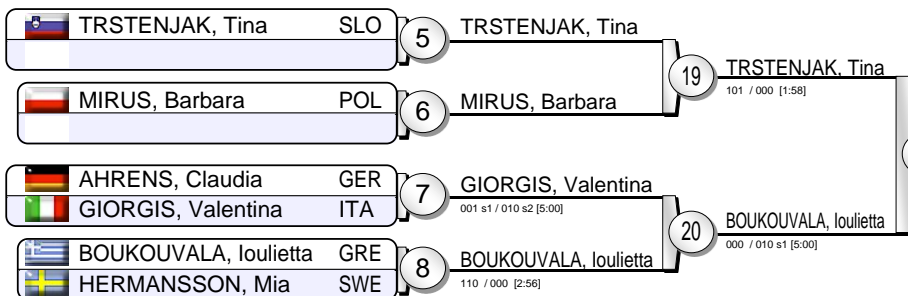 TRSTENJAK, Tina SLO
5
TRSTENJAK, Tina
19
TRSTENJAK, Tina
101 / 000 [1:58]
MIRUS, Barbara POL
6
MIRUS, Barbara
AHRENS, Claudia GER
GIORGIS, Valentina ITA
7
GIORGIS, Valentina
001 s1 / 010 s2 [5:00]
20
BOUKOUVALA, Ioulietta
000 / 010 s1 [5:00]
BOUKOUVALA, Ioulietta GRE
HERMANSSON, Mia SWE
8
BOUKOUVALA, Ioulietta
110 / 000 [2:56]